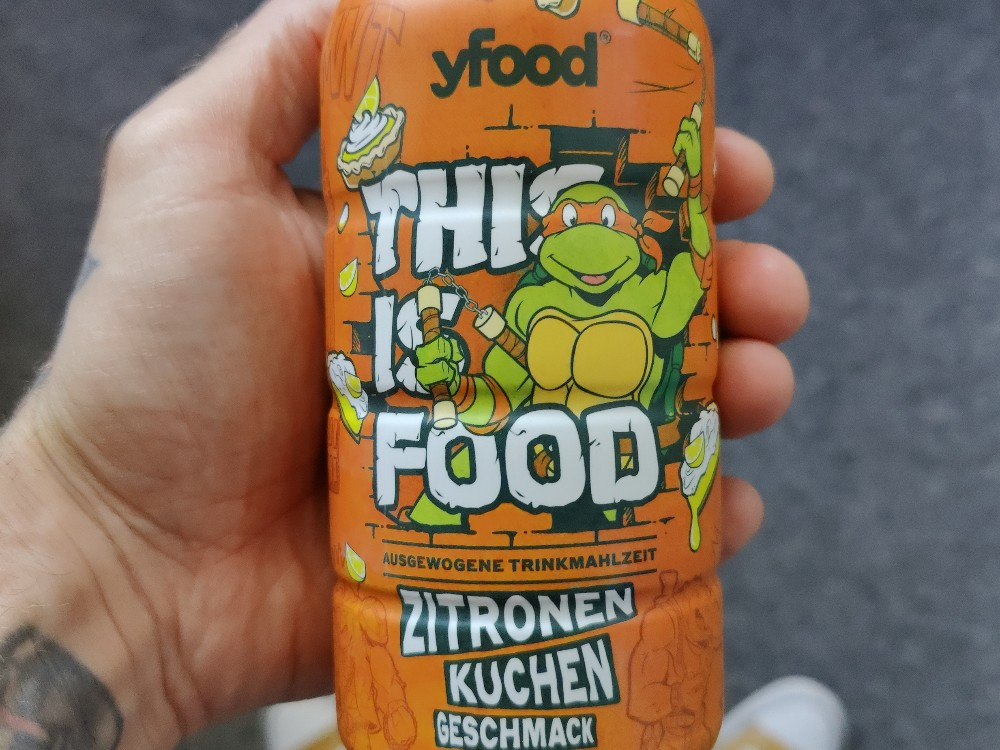 yfood®
THIS
IS
FOOD
AUSGEWOGENE TRINKMAHLZEIT
ZITRONEN
KUCHEN
GESCHMACK